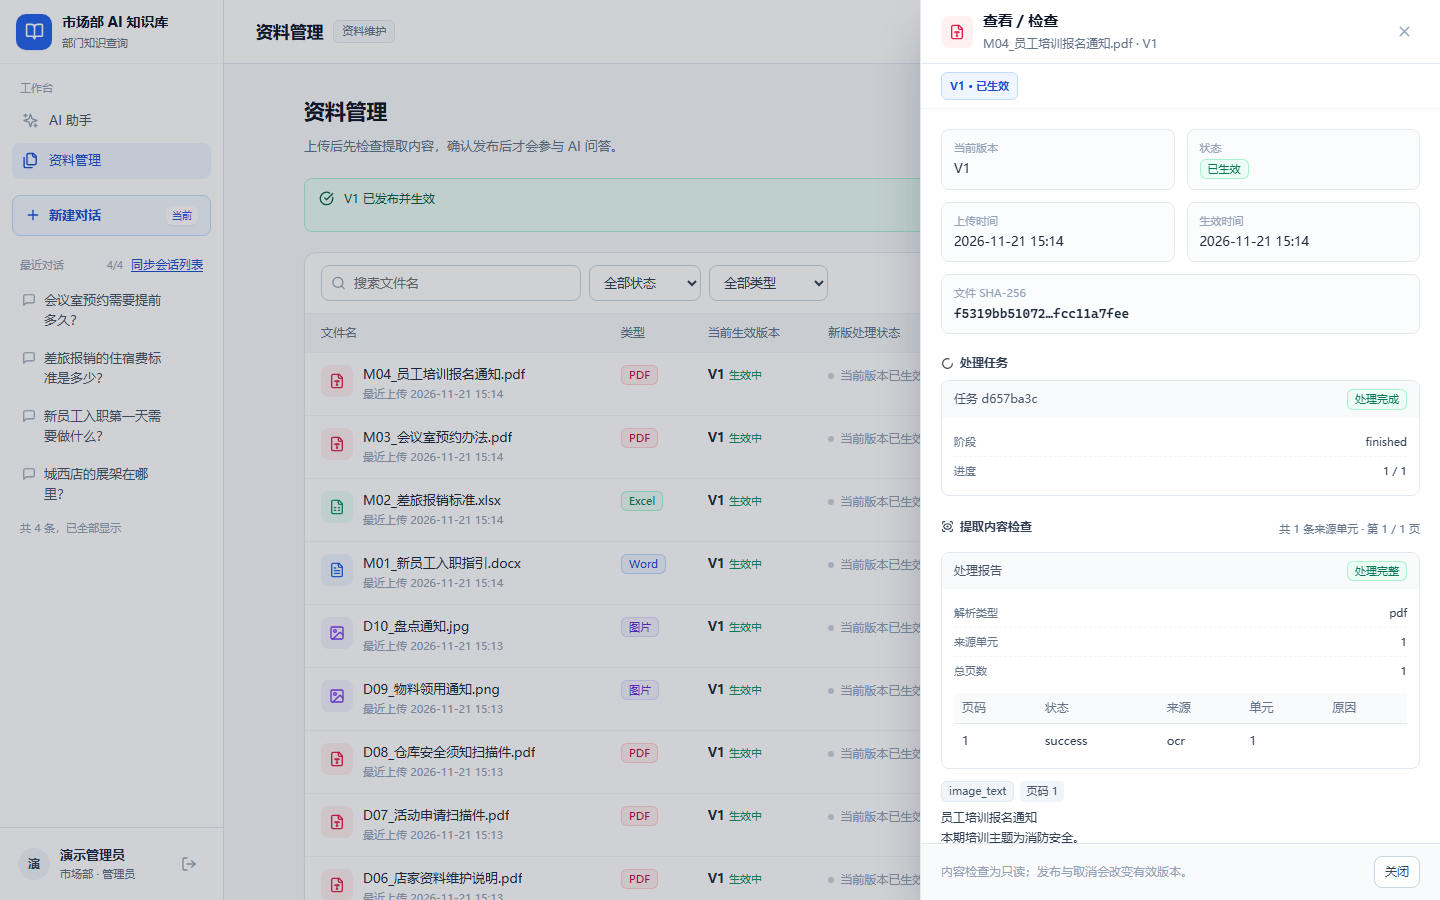 市场部 AI 知识库
部门知识查询
工作台
AI 助手
资料管理
新建对话 当前
最近对话 4/4 同步会话列表
会议室预约需要提前
多久？
差旅报销的住宿费标
准是多少？
新员工入职第一天需
要做什么？
城西店的展架在哪
里？
共 4 条，已全部显示
演 演示管理员
市场部 · 管理员
资料管理 资料维护
资料管理
上传后先检查提取内容，确认发布后才会参与 AI 问答。
V1 已发布并生效
搜索文件名 全部状态 全部类型
文件名 类型 当前生效版本 新版处理状态
M04_员工培训报名通知.pdf PDF V1 生效中 当前版本已生效
最近上传 2026-11-21 15:14
M03_会议室预约办法.pdf PDF V1 生效中 当前版本已生效
最近上传 2026-11-21 15:14
M02_差旅报销标准.xlsx Excel V1 生效中 当前版本已生效
最近上传 2026-11-21 15:14
M01_新员工入职指引.docx Word V1 生效中 当前版本已生效
最近上传 2026-11-21 15:14
D10_盘点通知.jpg 图片 V1 生效中 当前版本已生效
最近上传 2026-11-21 15:13
D09_物料领用通知.png 图片 V1 生效中 当前版本已生效
最近上传 2026-11-21 15:13
D08_仓库安全须知扫描件.pdf PDF V1 生效中 当前版本已生效
最近上传 2026-11-21 15:13
D07_活动申请扫描件.pdf PDF V1 生效中 当前版本已生效
最近上传 2026-11-21 15:13
D06_店家资料维护说明.pdf PDF V1 生效中 当前版本已生效
最近上传 2026-11-21 15:13
查看 / 检查
M04_员工培训报名通知.pdf · V1
V1 • 已生效
当前版本
V1
状态
已生效
上传时间
2026-11-21 15:14
生效时间
2026-11-21 15:14
文件 SHA-256
f5319bb51072…fcc11a7fee
处理任务
任务 d657ba3c 处理完成
阶段 finished
进度 1 / 1
提取内容检查 共 1 条来源单元 · 第 1 / 1 页
处理报告 处理完整
解析类型 pdf
来源单元 1
总页数 1
页码 状态 来源 单元 原因
1 success ocr 1
image_text 页码 1
员工培训报名通知
本期培训主题为消防安全。
内容检查为只读；发布与取消会改变有效版本。 关闭